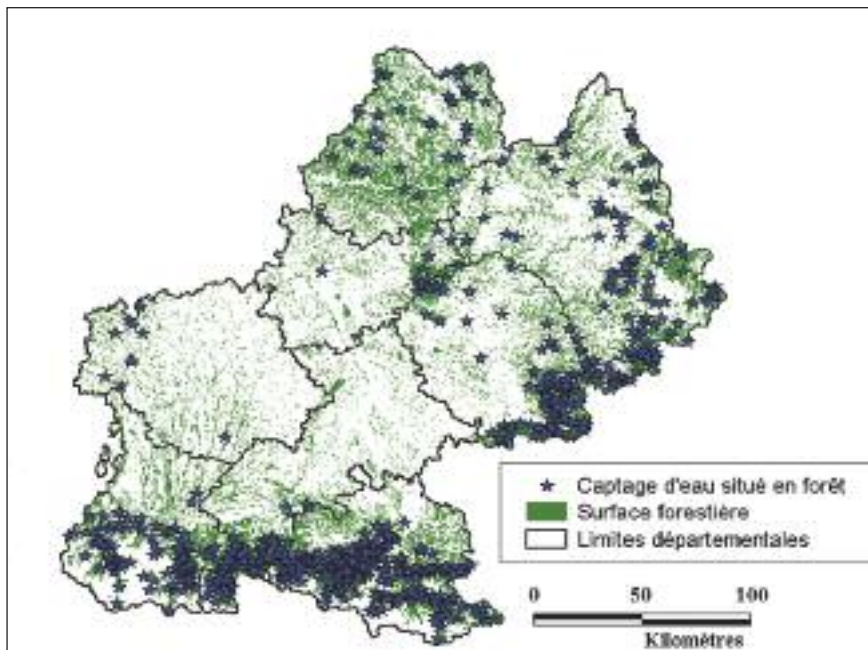 Captage d'eau situé en forêt
Surface forestière
Limites départementales
0 50 100
Kilomètres